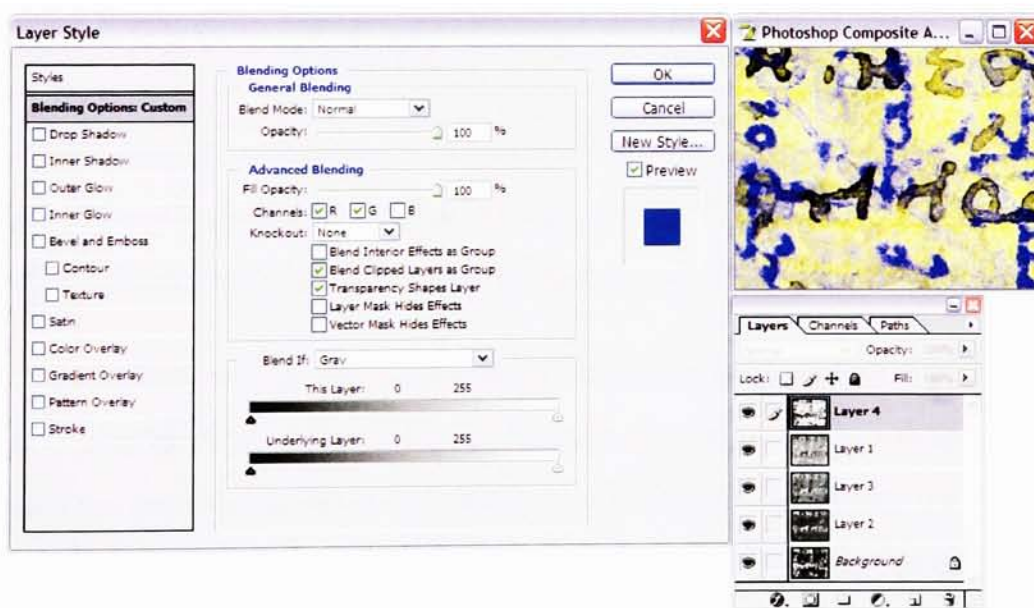 Layer Style
Styles
Blending Options: Custom
Drop Shadow
Inner Shadow
Outer Glow
Inner Glow
Bevel and Emboss
Contour
Texture
Satin
Color Overlay
Gradient Overlay
Pattern Overlay
Stroke
Blending Options
General Blending
Blend Mode: Normal
Opacity: 100 %
Advanced Blending
Fill Opacity: 100 %
Channels: R G B
Knockout: None
Blend Interior Effects as Group
Blend Clipped Layers as Group
Transparency Shapes Layer
Layer Mask Hides Effects
Vector Mask Hides Effects
Blend If: Gray
This Layer: 0 255
Underlying Layer: 0 255
OK
Cancel
New Style...
Preview
Photoshop Composite A...
Layers Channels Paths
Opacity: 100%
Lock: Fill: 100%
Layer 4
Layer 1
Layer 3
Layer 2
Background